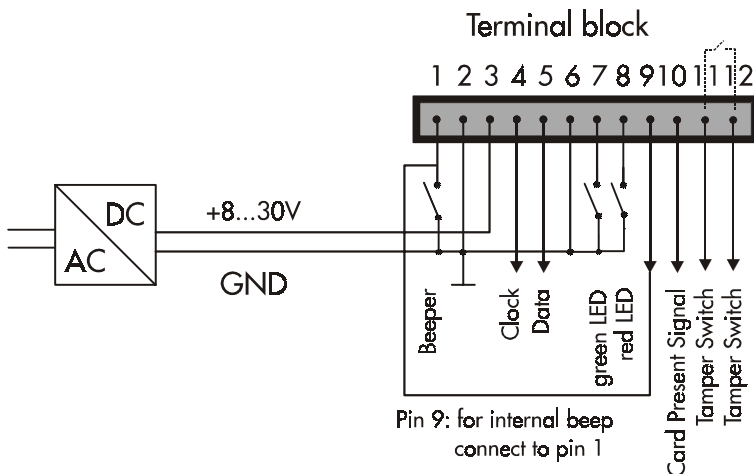 Terminal block
1 2 3 4 5 6 7 8 9 10 11 12
DC
AC
+8...30V
GND
Beeper
Clock
Data
green LED
red LED
Card Present Signal
Tamper Switch
Tamper Switch
Pin 9: for internal beep
connect to pin 1